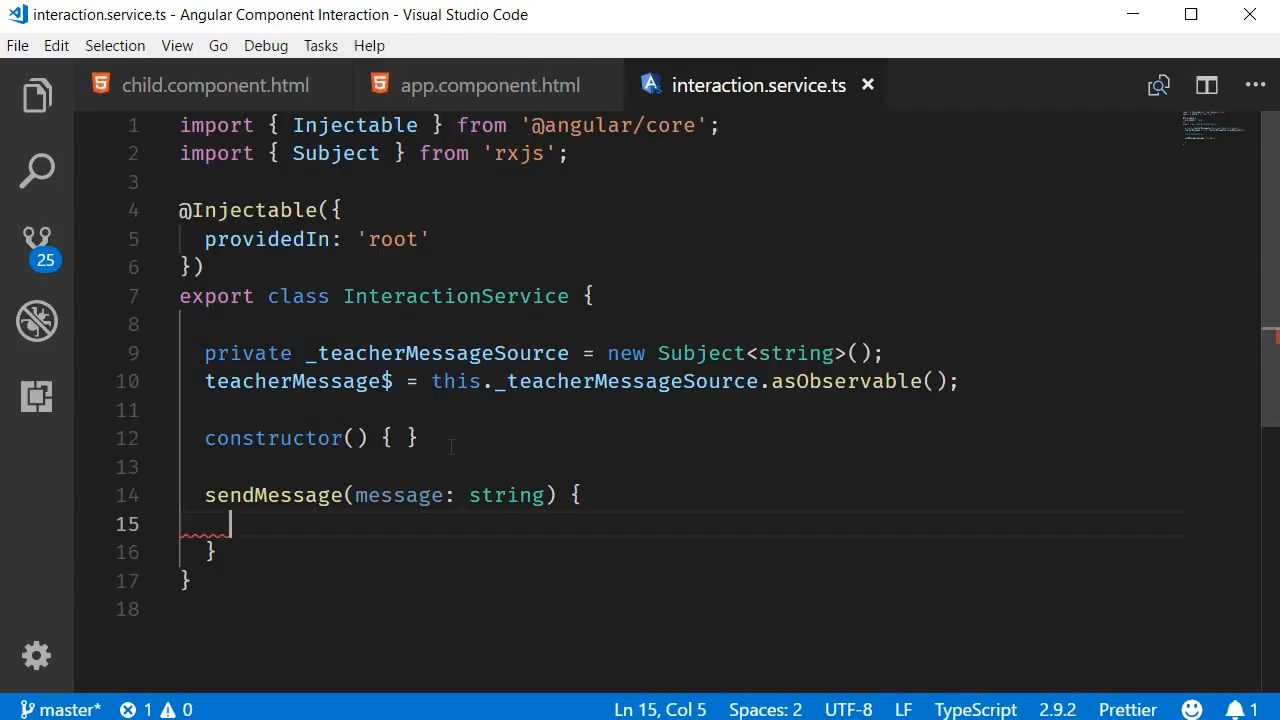 interaction.service.ts - Angular Component Interaction - Visual Studio Code
File Edit Selection View Go Debug Tasks Help
child.component.html app.component.html interaction.service.ts
1 import { Injectable } from '@angular/core';
2 import { Subject } from 'rxjs';
3
4 @Injectable({
5 providedIn: 'root'
6 })
7 export class InteractionService {
8
9 private _teacherMessageSource = new Subject<string>();
10 teacherMessage$ = this._teacherMessageSource.asObservable();
11
12 constructor() { }
13
14 sendMessage(message: string) {
15
16 }
17 }
18
25
master* 1 0 Ln 15, Col 5 Spaces: 2 UTF-8 LF TypeScript 2.9.2 Prettier 1